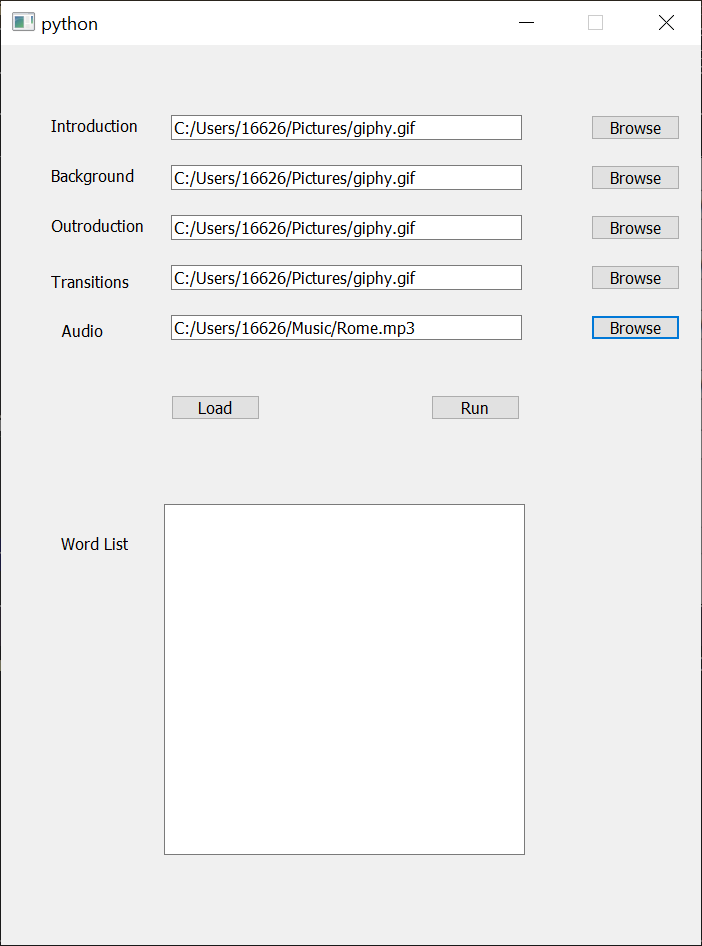 python
Introduction C:/Users/16626/Pictures/giphy.gif Browse
Background C:/Users/16626/Pictures/giphy.gif Browse
Outroduction C:/Users/16626/Pictures/giphy.gif Browse
Transitions C:/Users/16626/Pictures/giphy.gif Browse
Audio C:/Users/16626/Music/Rome.mp3 Browse
Load Run
Word List